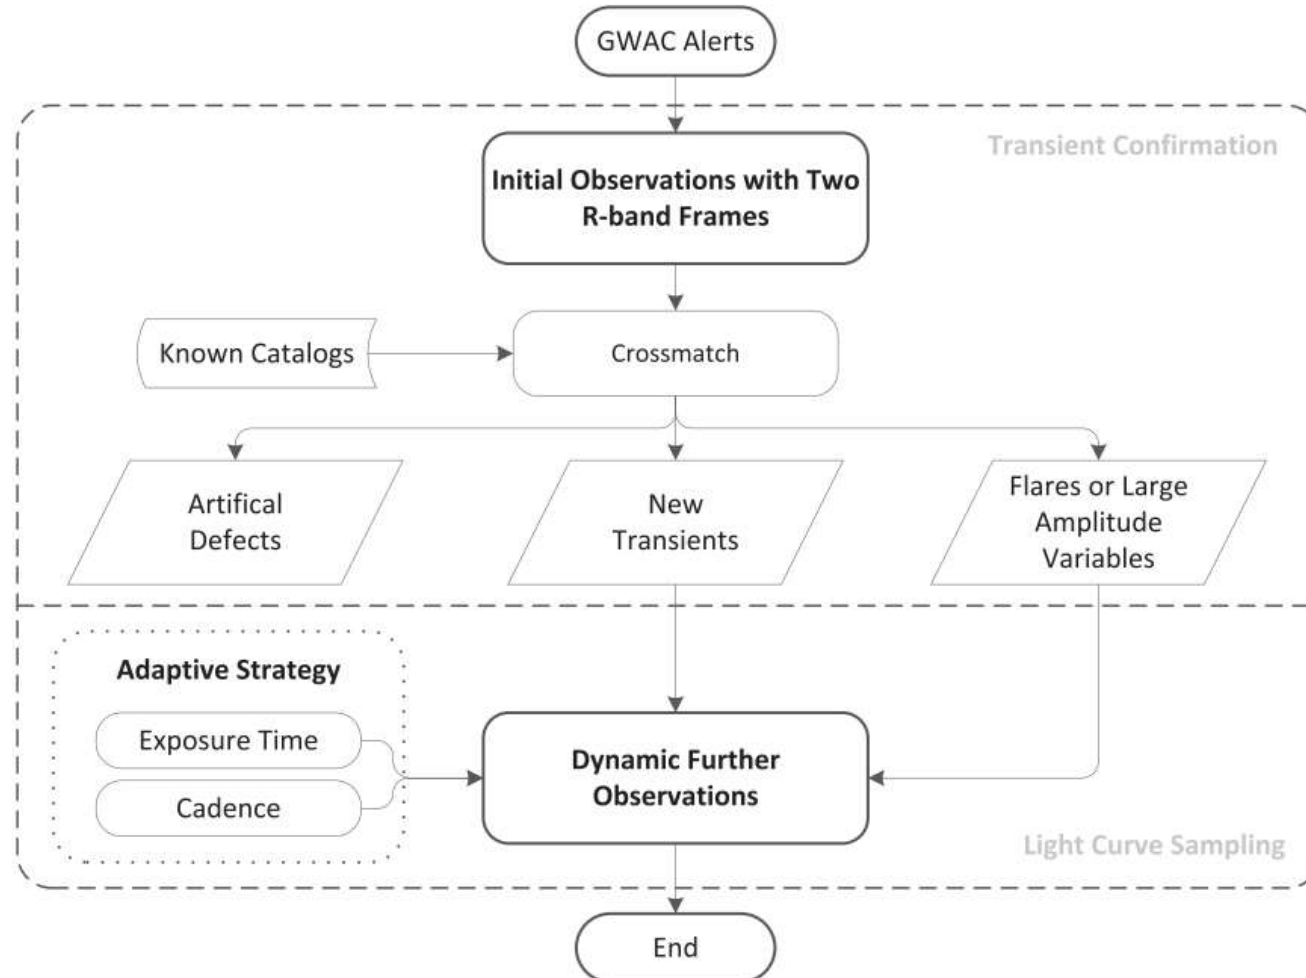 GWAC Alerts
Transient Confirmation
Initial Observations with Two
R-band Frames
Known Catalogs
Crossmatch
Artifical
Defects
New
Transients
Flares or Large
Amplitude
Variables
Adaptive Strategy
Exposure Time
Cadence
Dynamic Further
Observations
Light Curve Sampling
End